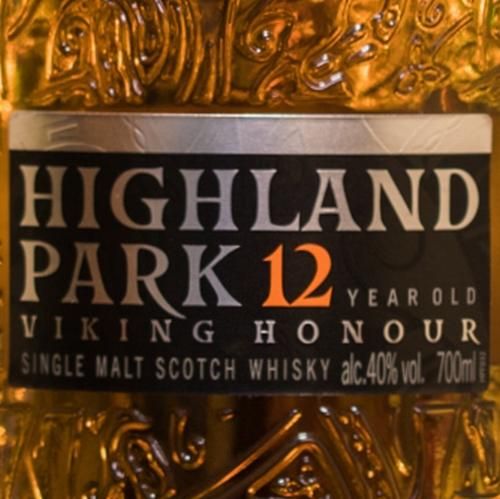 HIGHLAND
PARK 12 YEAR OLD
VIKING HONOUR
SINGLE MALT SCOTCH WHISKY alc.40% vol. 700ml